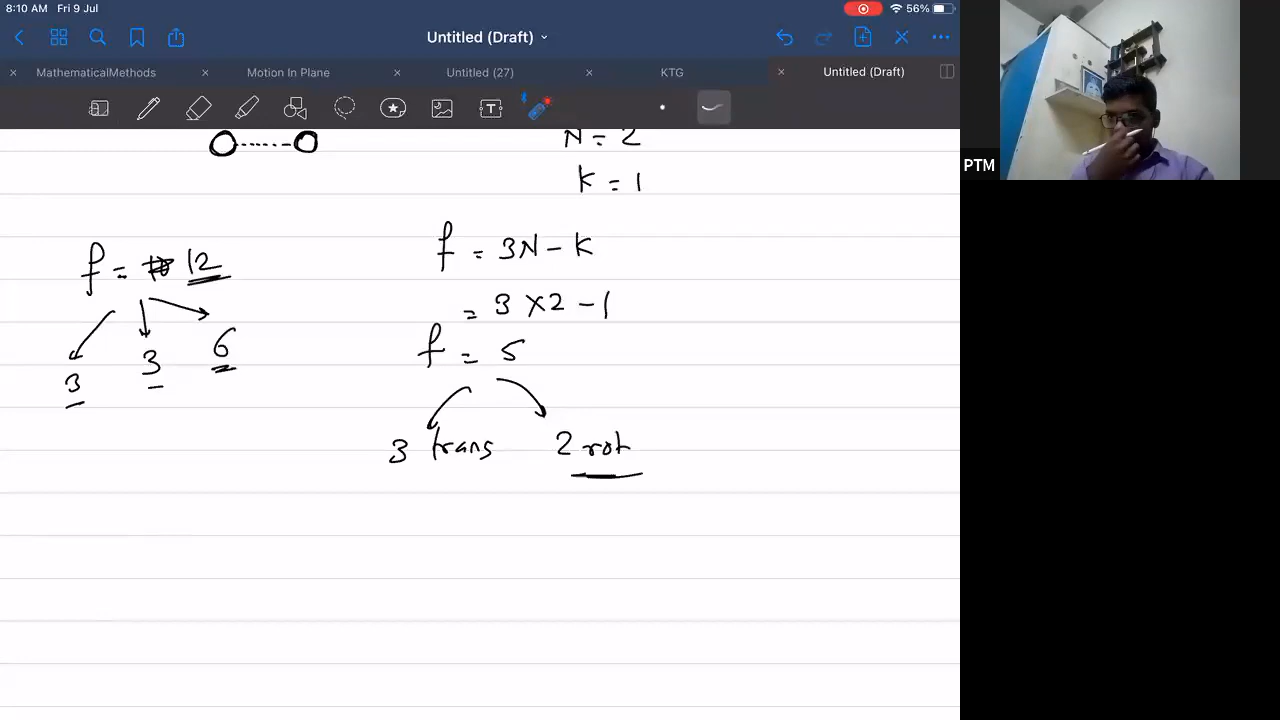 8:10 AM Fri 9 Jul
56%
Untitled (Draft)
MathematicalMethods
Motion In Plane
Untitled (27)
KTG
Untitled (Draft)
PTM
N = 2
K = 1
f = 12
3 3 6
f = 3N - K
= 3 × 2 - 1
f = 5
3 trans 2 rot